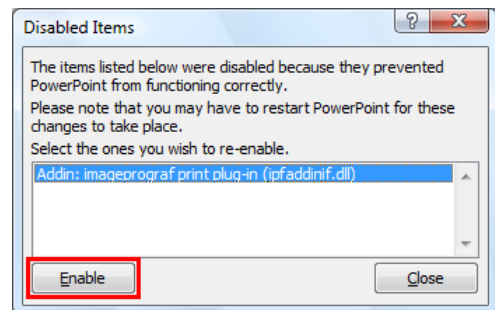 Disabled Items
The items listed below were disabled because they prevented
PowerPoint from functioning correctly.
Please note that you may have to restart PowerPoint for these
changes to take place.
Select the ones you wish to re-enable.
Addin: imageprograf print plug-in (ipfaddinif.dll)
Enable
Close